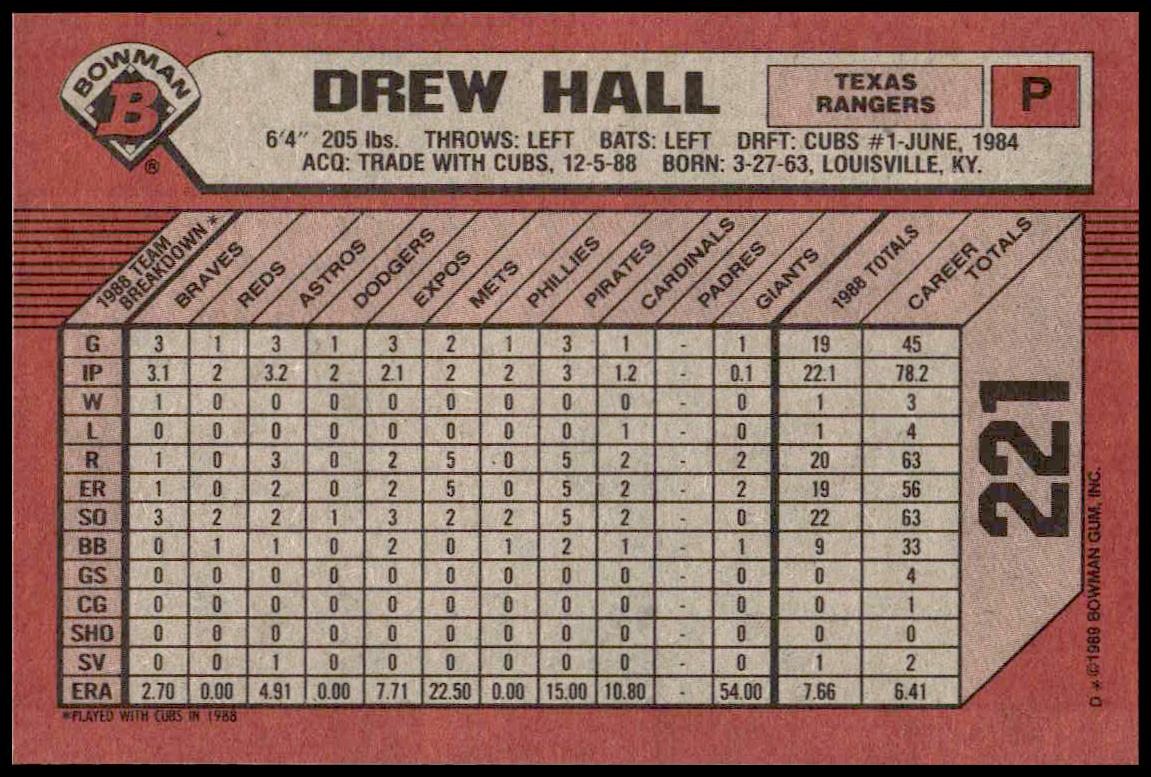 BOWMAN
B
®
DREW HALL
TEXAS
RANGERS
P
6'4" 205 lbs. THROWS: LEFT BATS: LEFT DRFT: CUBS #1-JUNE, 1984
ACQ: TRADE WITH CUBS, 12-5-88 BORN: 3-27-63, LOUISVILLE, KY.
1988 TEAM BREAKDOWN * BRAVES REDS ASTROS DODGERS EXPOS METS PHILLIES PIRATES CARDINALS PADRES GIANTS 1988 TOTALS CAREER TOTALS
G 3 1 3 1 3 2 1 3 1 - 1 19 45
IP 3.1 2 3.2 2 2.1 2 2 3 1.2 - 0.1 22.1 78.2
W 1 0 0 0 0 0 0 0 0 - 0 1 3
L 0 0 0 0 0 0 0 0 1 - 0 1 4
R 1 0 3 0 2 5 0 5 2 - 2 20 63
ER 1 0 2 0 2 5 0 5 2 - 2 19 56
SO 3 2 2 1 3 2 2 5 2 - 0 22 63
BB 0 1 1 0 2 0 1 2 1 - 1 9 33
GS 0 0 0 0 0 0 0 0 0 - 0 0 4
CG 0 0 0 0 0 0 0 0 0 - 0 0 1
SHO 0 0 0 0 0 0 0 0 0 - 0 0 0
SV 0 0 1 0 0 0 0 0 0 - 0 1 2
ERA 2.70 0.00 4.91 0.00 7.71 22.50 0.00 15.00 10.80 - 54.00 7.66 6.41
*PLAYED WITH CUBS IN 1988
221
D ** ©1989 BOWMAN GUM, INC.